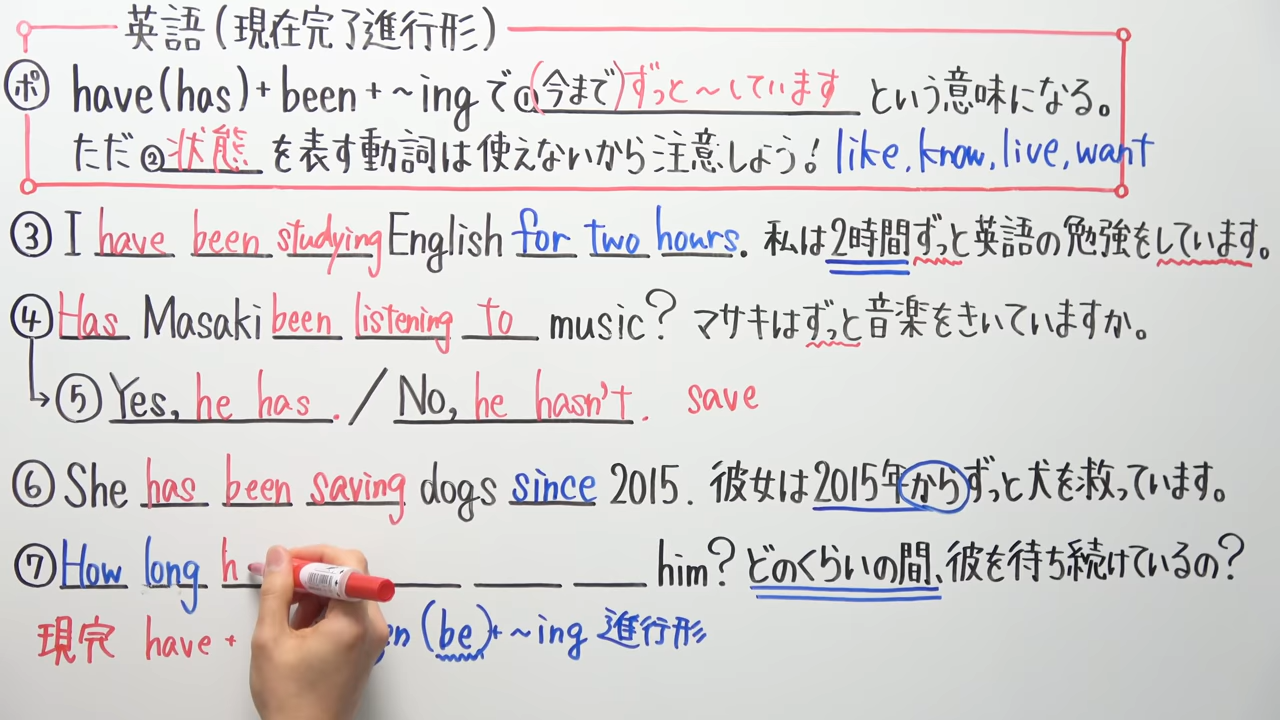 英語(現在完了進行形)
ポ have(has)+been+~ingで①(今まで)ずっと~しています という意味になる。
ただ②状態を表す動詞は使えないから注意しよう! like, know, live, want
③ I have been studying English for two hours. 私は2時間ずっと英語の勉強をしています。
④ Has Masaki been listening to music? マサキはずっと音楽をきいていますか。
⑤ Yes, he has. / No, he hasn't. save
⑥ She has been saving dogs since 2015. 彼女は2015年からずっと犬を救っています。
⑦ How long h him? どのくらいの間、彼を待ち続けているの?
現完 have + en (be)+~ing 進行形